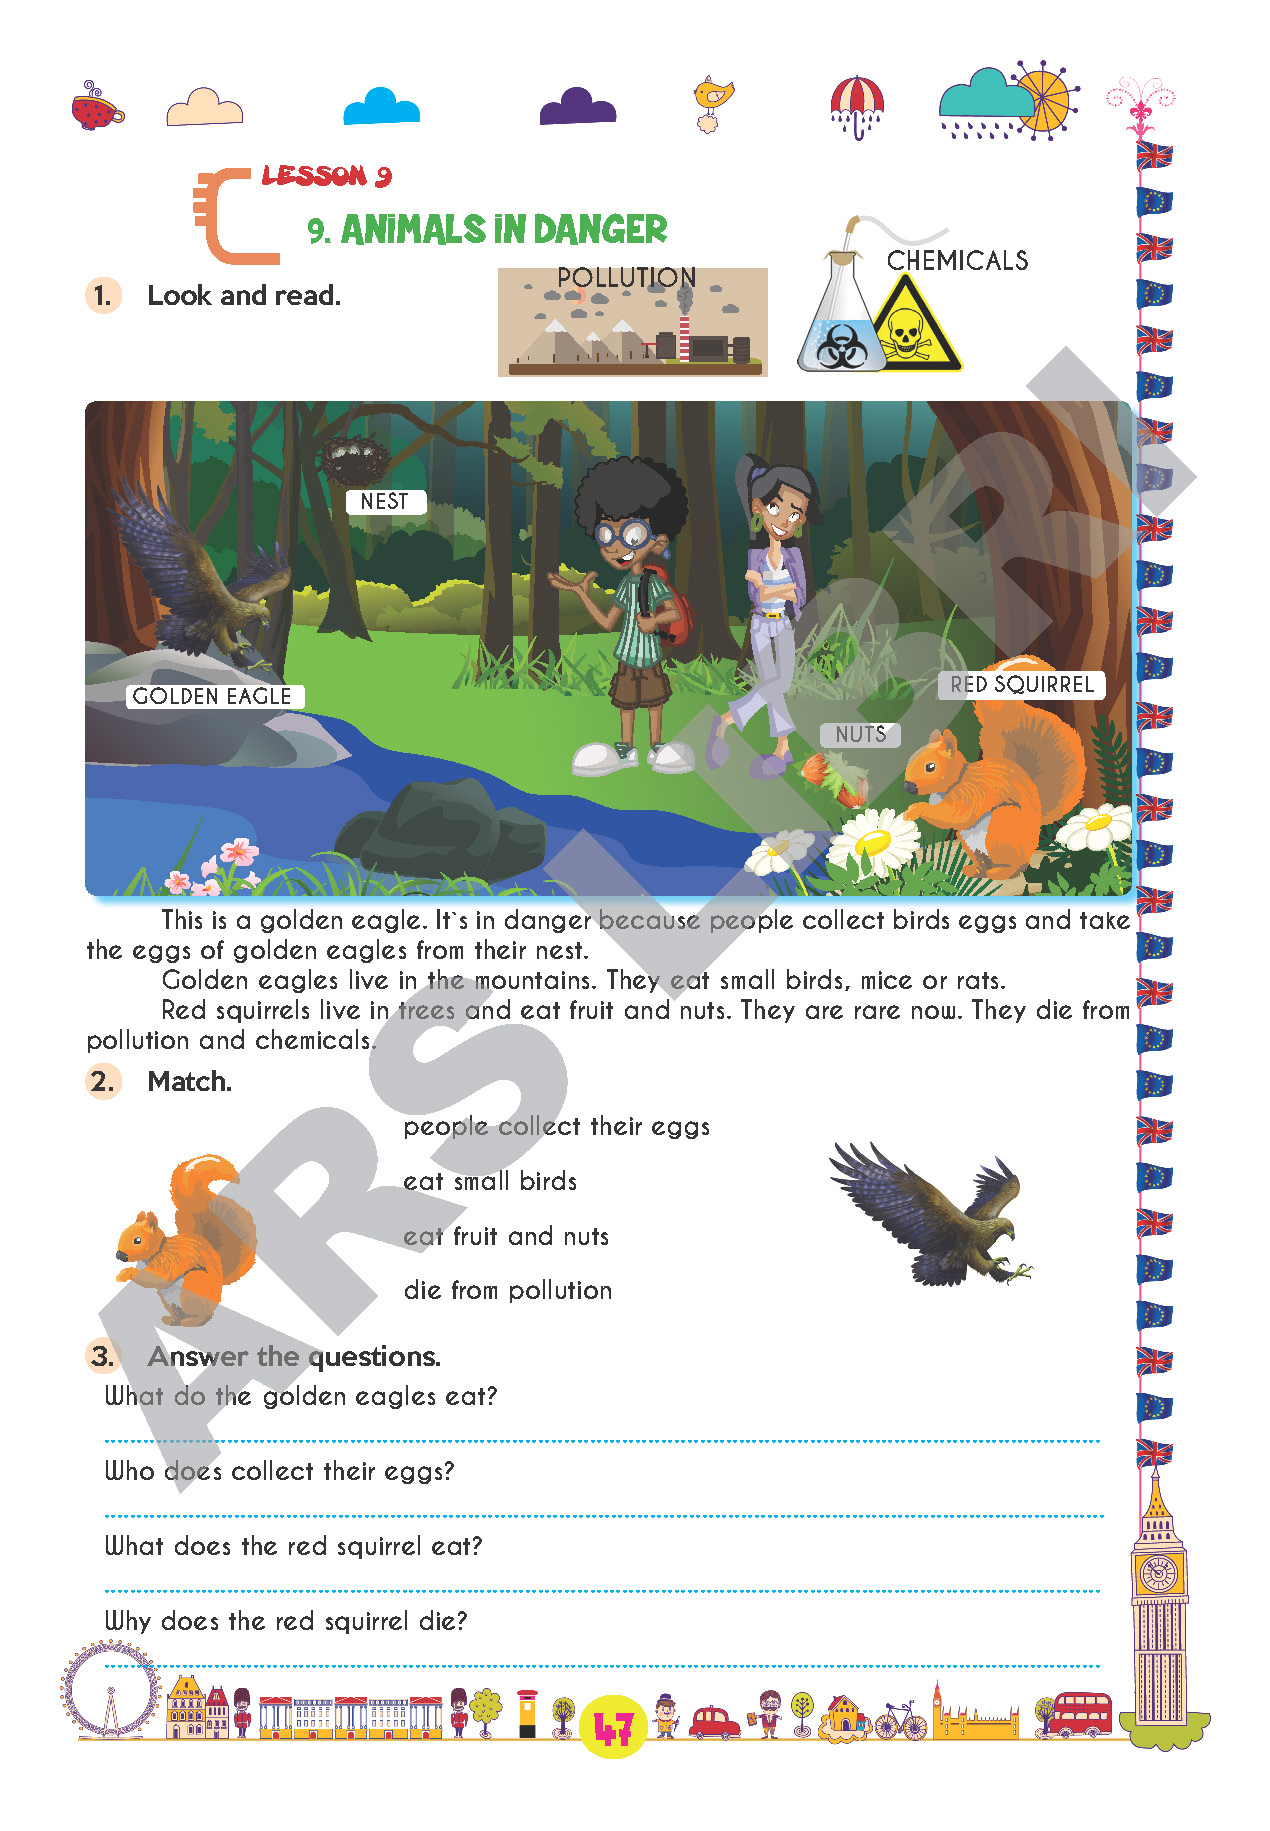 LESSON 9
9. ANIMALS IN DANGER
1. Look and read.
POLLUTION
CHEMICALS
NEST
GOLDEN EAGLE
RED SQUIRREL
NUTS
This is a golden eagle. It`s in danger because people collect birds eggs and take
the eggs of golden eagles from their nest.
Golden eagles live in the mountains. They eat small birds, mice or rats.
Red squirrels live in trees and eat fruit and nuts. They are rare now. They die from
pollution and chemicals.
2. Match.
people collect their eggs
eat small birds
eat fruit and nuts
die from pollution
3. Answer the questions.
What do the golden eagles eat?
Who does collect their eggs?
What does the red squirrel eat?
Why does the red squirrel die?
47
ARS LIBRI